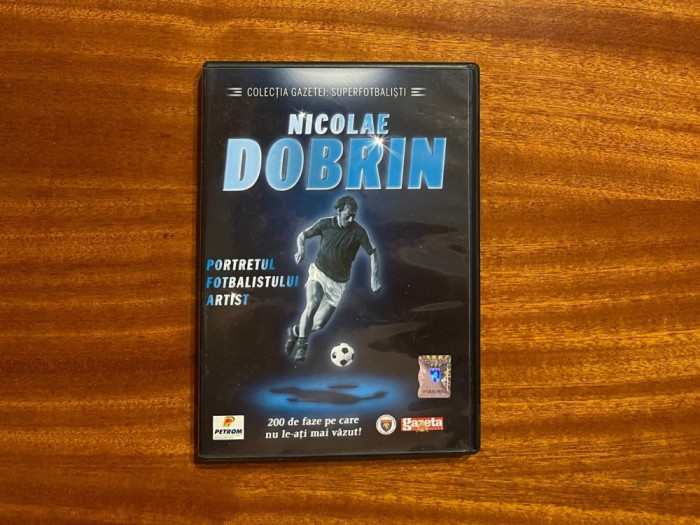 COLECȚIA GAZETEI: SUPERFOTBALIȘTI
NICOLAE
DOBRIN
PORTRETUL
FOTBALISTULUI
ARTIST
200 de faze pe care
nu le-ați mai văzut!
PETROM
gazeta